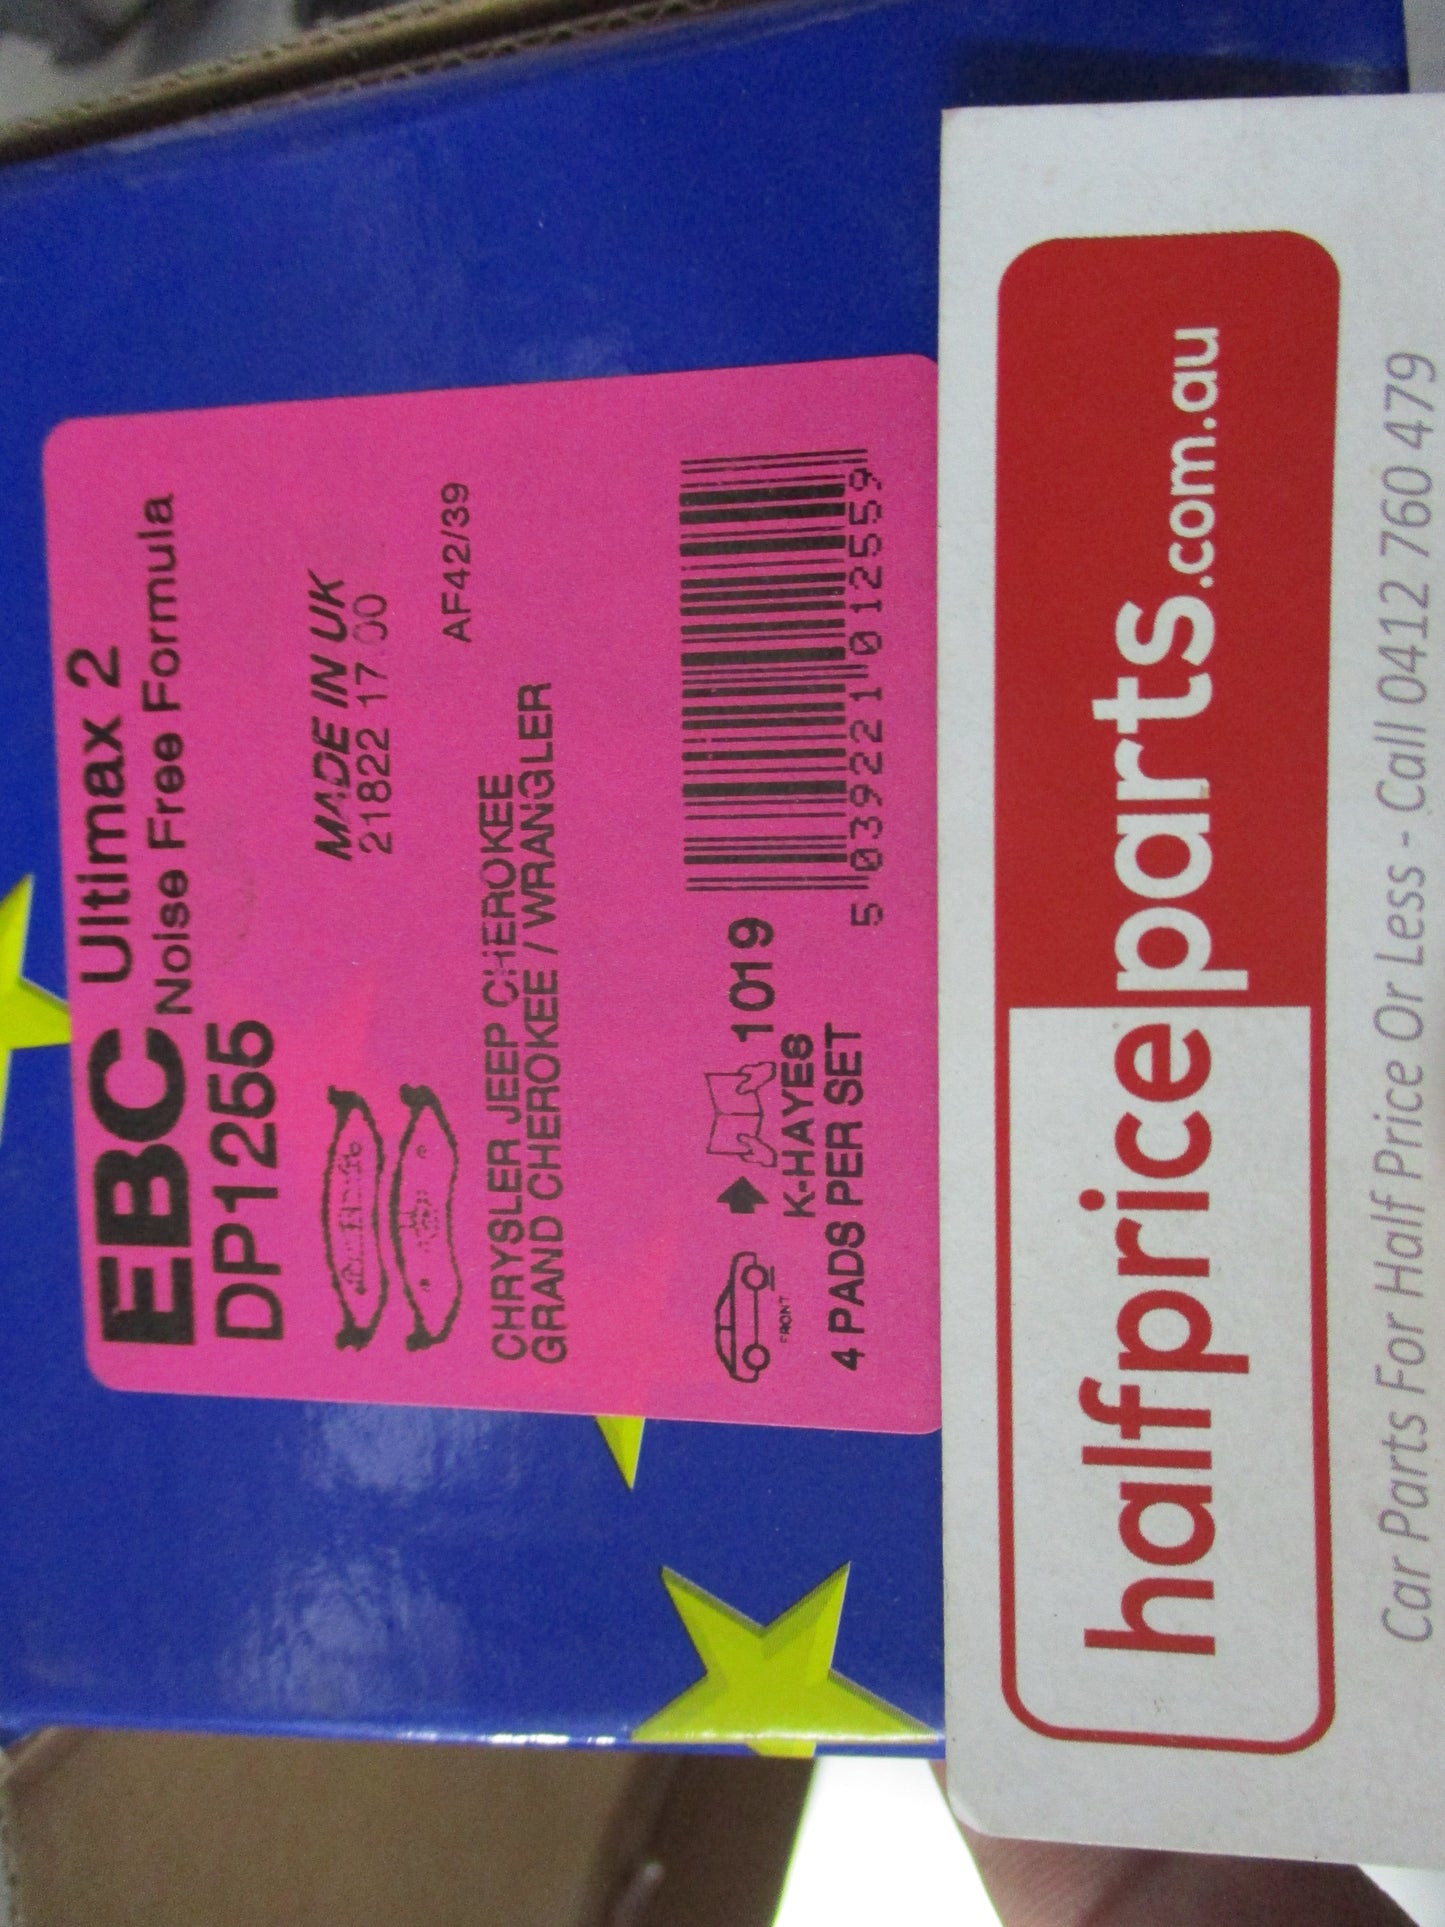 EBC Ultimax 2
Noise Free Formula
DP1255
MADE IN UK
21822 17:00
AF42/39
CHRYSLER JEEP CHEROKEE
GRAND CHEROKEE / WRANGLER
FRONT
1019
K-HAYES
4 PADS PER SET
5 039221 012559
halfpriceparts.com.au
Car Parts For Half Price Or Less - Call 0412 760 479